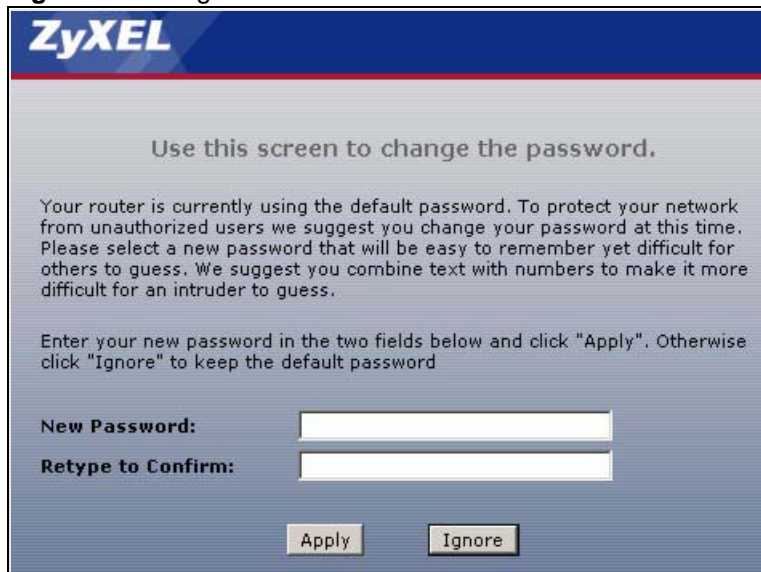 ZyXEL
Use this screen to change the password.
Your router is currently using the default password. To protect your network
from unauthorized users we suggest you change your password at this time.
Please select a new password that will be easy to remember yet difficult for
others to guess. We suggest you combine text with numbers to make it more
difficult for an intruder to guess.
Enter your new password in the two fields below and click "Apply". Otherwise
click "Ignore" to keep the default password
New Password:
Retype to Confirm:
Apply Ignore